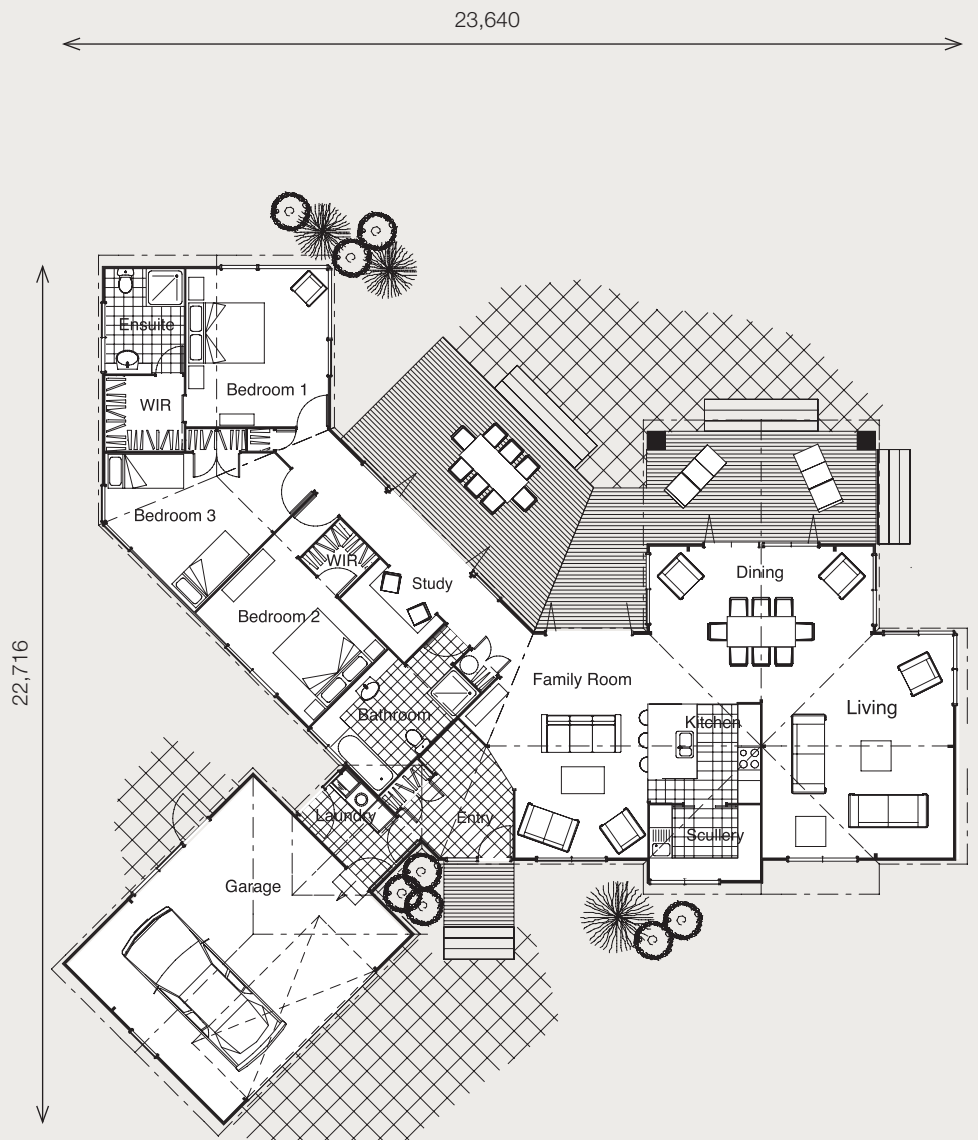 23,640
Ensuite
Bedroom 1
WIR
Bedroom 3
WIR
Study
Dining
Bedroom 2
22,716
Family Room
Living
Bathroom
Kitchen
Laundry
Entry
Scullery
Garage